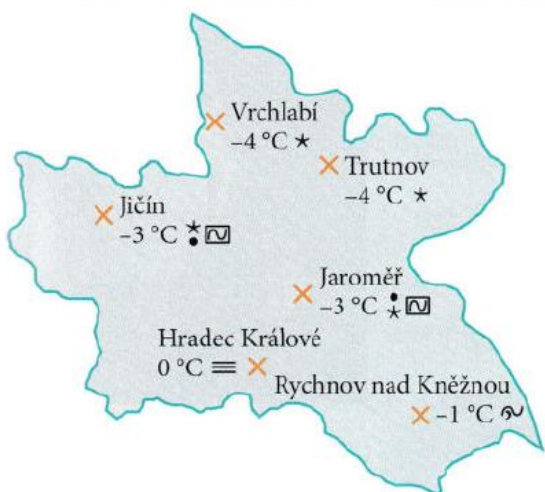 Vrchlabí
–4 °C
Trutnov
–4 °C
Jičín
–3 °C
Jaroměř
–3 °C
Hradec Králové
0 °C
Rychnov nad Kněžnou
–1 °C